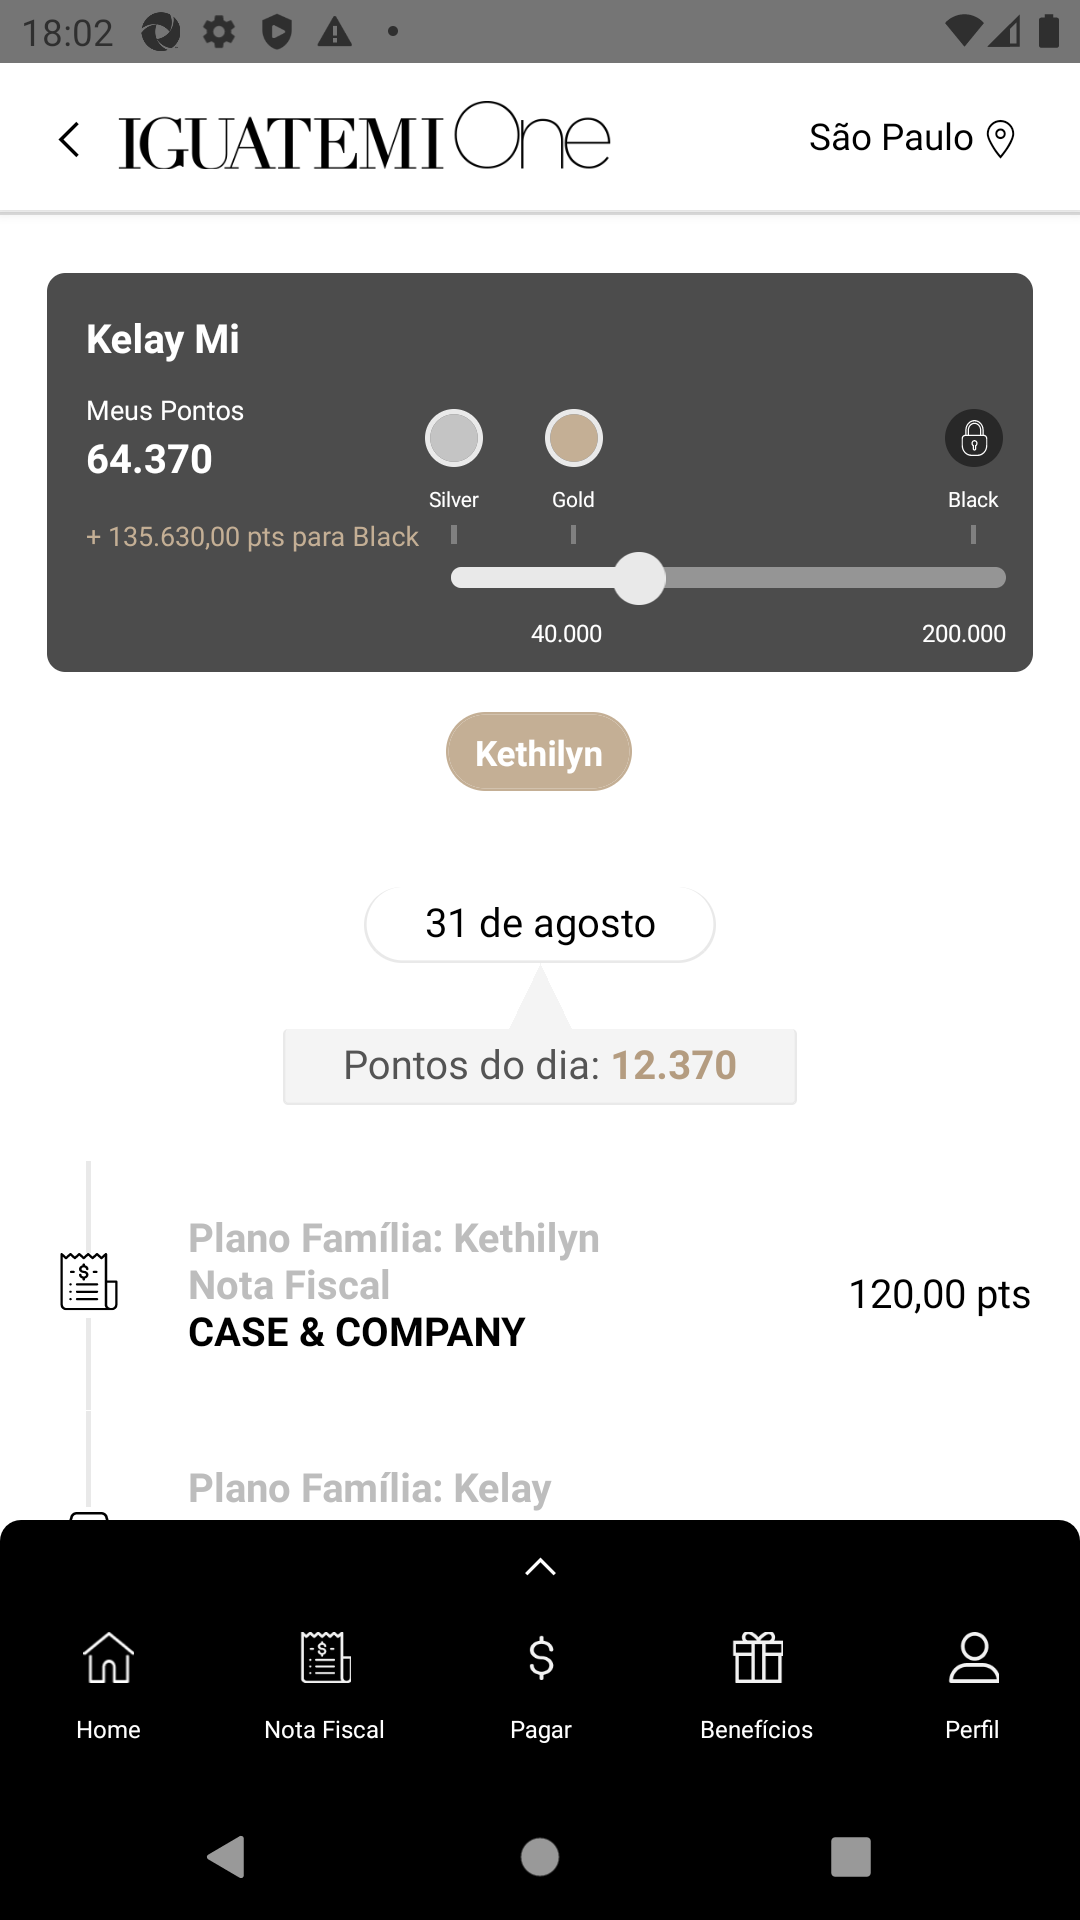 18:02
IGUATEMI One
São Paulo
Kelay Mi
Meus Pontos
64.370
+ 135.630,00 pts para Black
Silver
Gold
Black
40.000
200.000
Kethilyn
31 de agosto
Pontos do dia: 12.370
Plano Família: Kethilyn
Nota Fiscal
CASE & COMPANY
120,00 pts
Plano Família: Kelay
Home
Nota Fiscal
Pagar
Benefícios
Perfil